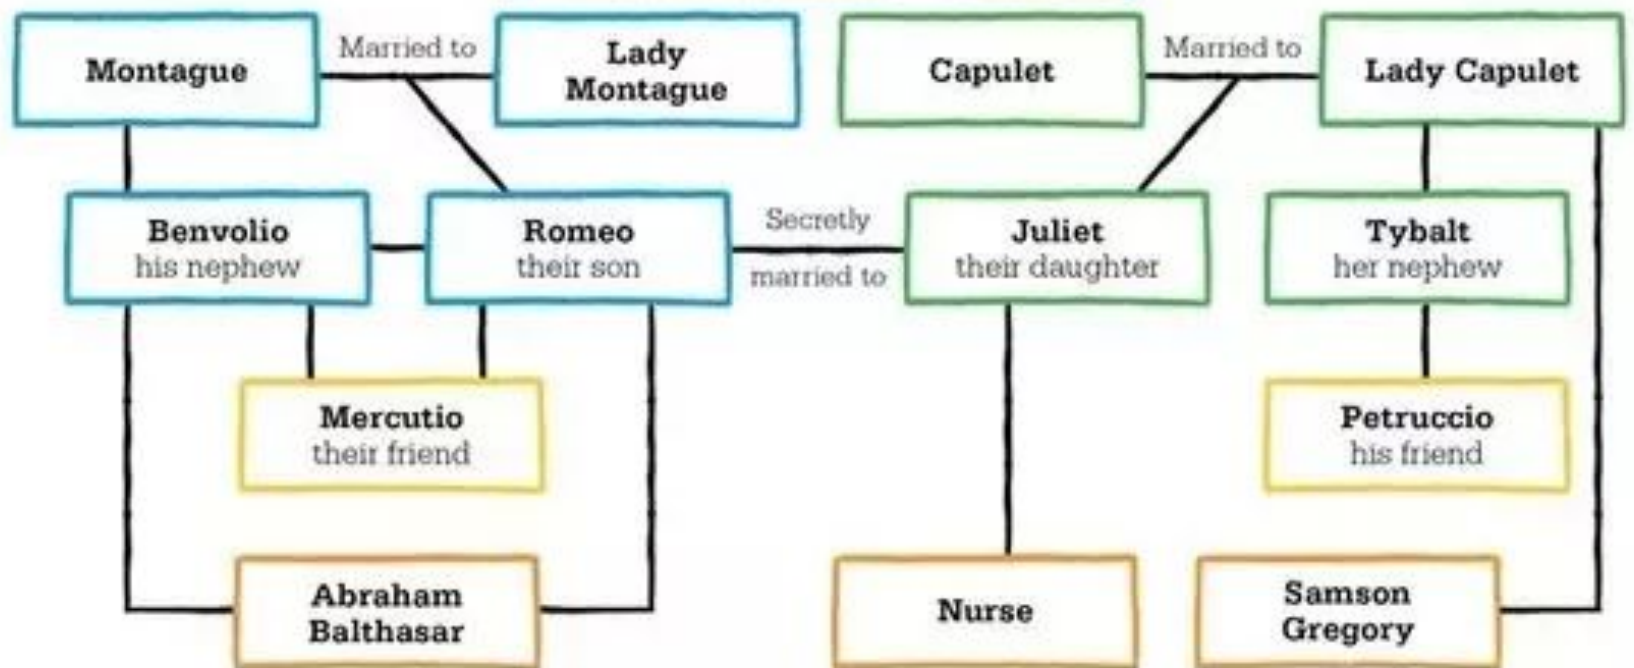 Montague
Married to
Lady
Montague
Capulet
Married to
Lady Capulet
Benvolio
his nephew
Romeo
their son
Secretly
married to
Juliet
their daughter
Tybalt
her nephew
Mercutio
their friend
Petruccio
his friend
Abraham
Balthasar
Nurse
Samson
Gregory